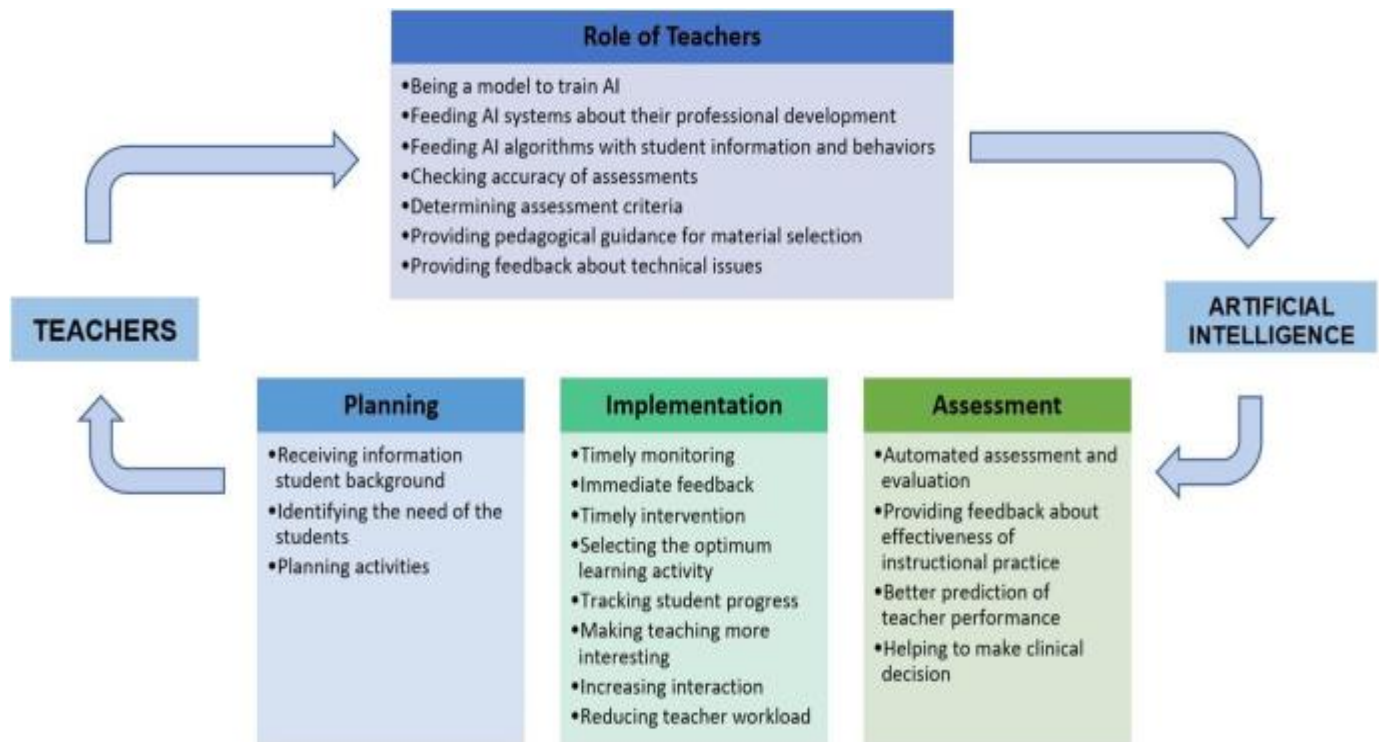 Role of Teachers
•Being a model to train AI
•Feeding AI systems about their professional development
•Feeding AI algorithms with student information and behaviors
•Checking accuracy of assessments
•Determining assessment criteria
•Providing pedagogical guidance for material selection
•Providing feedback about technical issues
TEACHERS
ARTIFICIAL
INTELLIGENCE
Planning
•Receiving information
student background
•Identifying the need of the
students
•Planning activities
Implementation
•Timely monitoring
•Immediate feedback
•Timely intervention
•Selecting the optimum
learning activity
•Tracking student progress
•Making teaching more
interesting
•Increasing interaction
•Reducing teacher workload
Assessment
•Automated assessment and
evaluation
•Providing feedback about
effectiveness of
instructional practice
•Better prediction of
teacher performance
•Helping to make clinical
decision